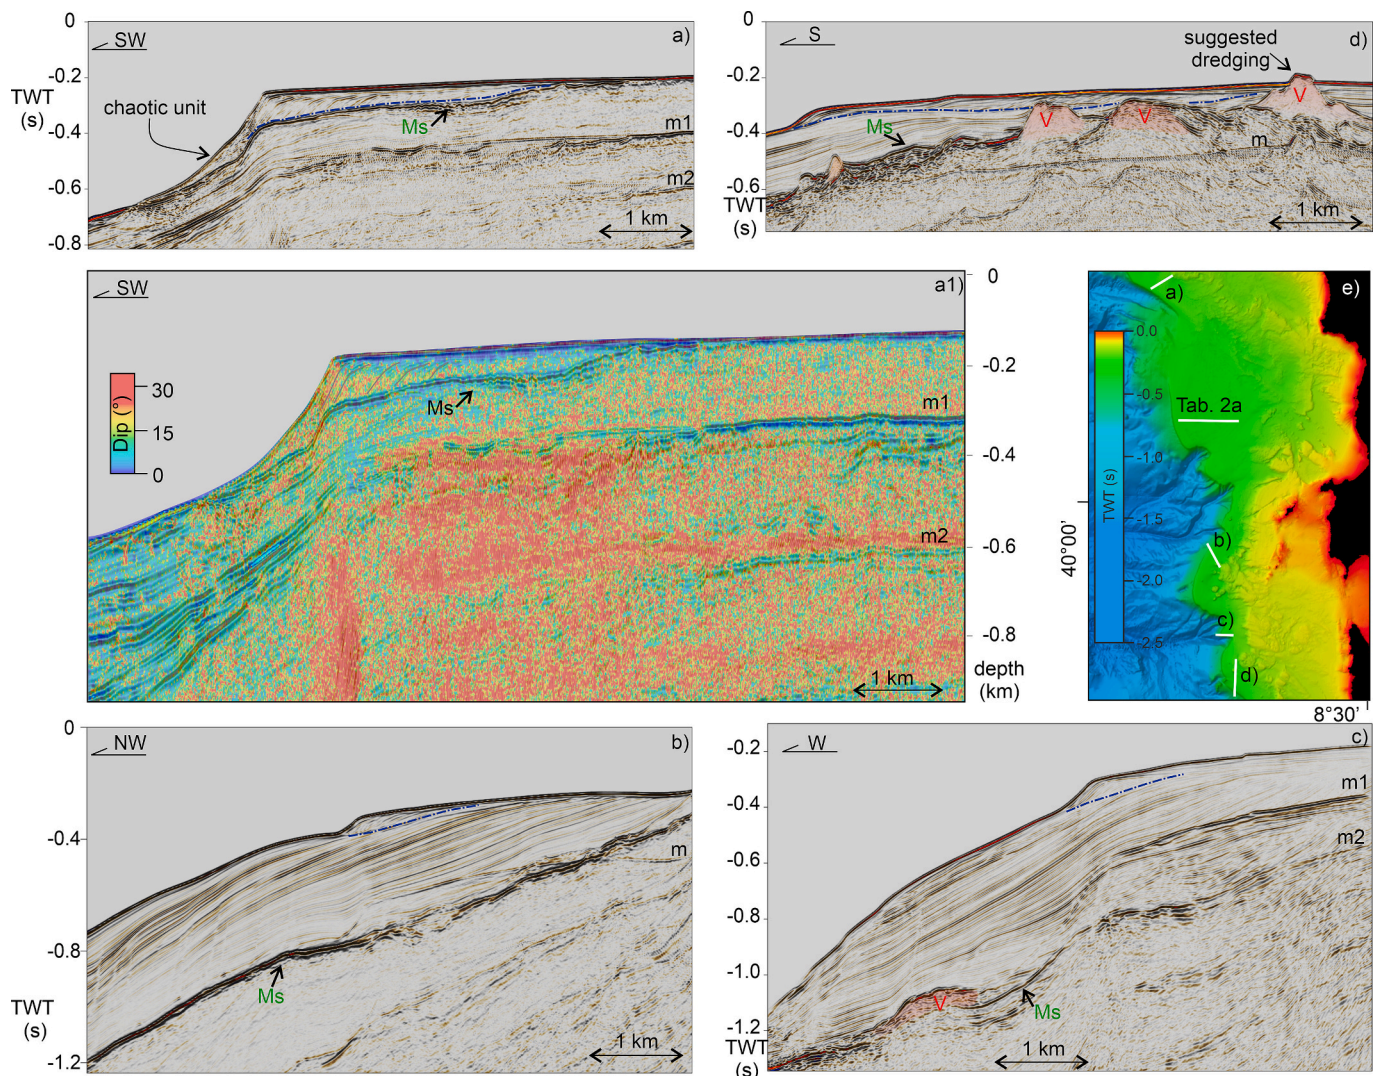 0
SW
a)
-0.2
TWT
(s)
chaotic unit
-0.4
Ms
m1
-0.6
m2
1 km
-0.8
0
S
suggested
dredging
d)
-0.2
V
V
V
-0.4
Ms
m
-0.6
TWT
(s)
1 km
SW
a1)
0
-0.2
30
15
0
Dip (°)
Ms
m1
-0.4
m2
-0.6
-0.8
depth
(km)
1 km
e)
a)
0.0
Tab. 2a
-0.5
-1.0
TWT (s)
-1.5
b)
-2.0
c)
-2.5
d)
40°00'
8°30'
0
NW
b)
-0.4
m
-0.8
Ms
TWT
(s)
1 km
-1.2
-0.2
W
c)
m1
-0.4
m2
-0.6
-0.8
-1.0
V
Ms
-1.2
TWT
(s)
1 km